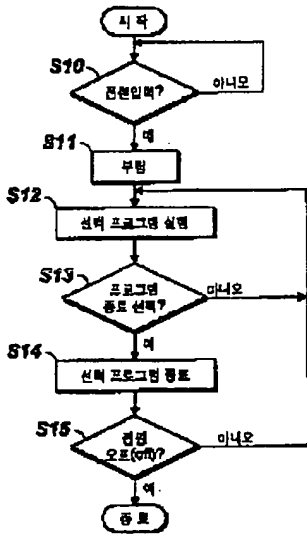 시 작
S10
전원입력?
아니오
예
S11
부팅
S12
선택 프로그램 실행
S13
프로그램
종료 선택?
아니오
예
S14
선택 프로그램 종료
S15
전원
오프(off)?
아니오
예
종 료